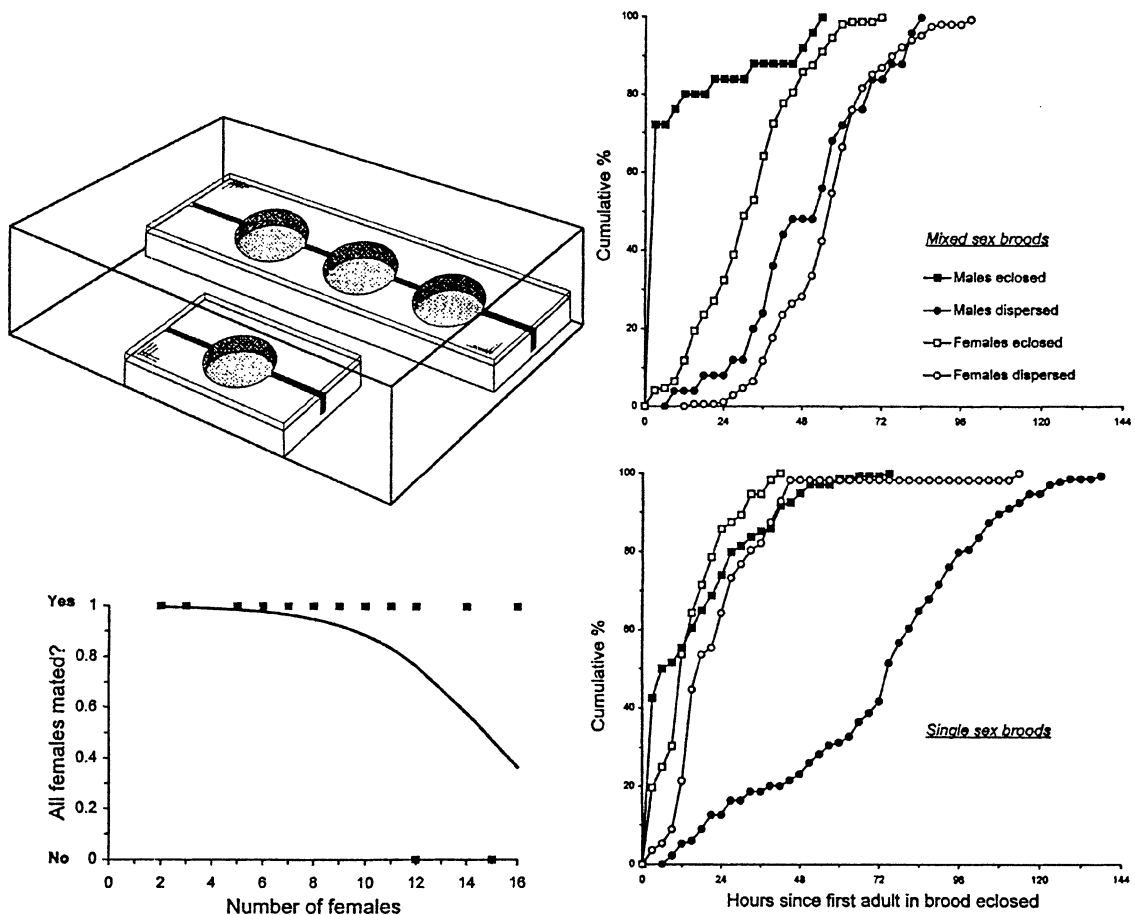 100
80
60
40
20
0
Cumulative %
0 24 48 72 96 120 144
Mixed sex broods
Males eclosed
Males dispersed
Females eclosed
Females dispersed
Yes 1
0.8
0.6
0.4
0.2
No 0
All females mated?
0 2 4 6 8 10 12 14 16
Number of females
100
80
60
40
20
0
Cumulative %
Single sex broods
0 24 48 72 96 120 144
Hours since first adult in brood eclosed